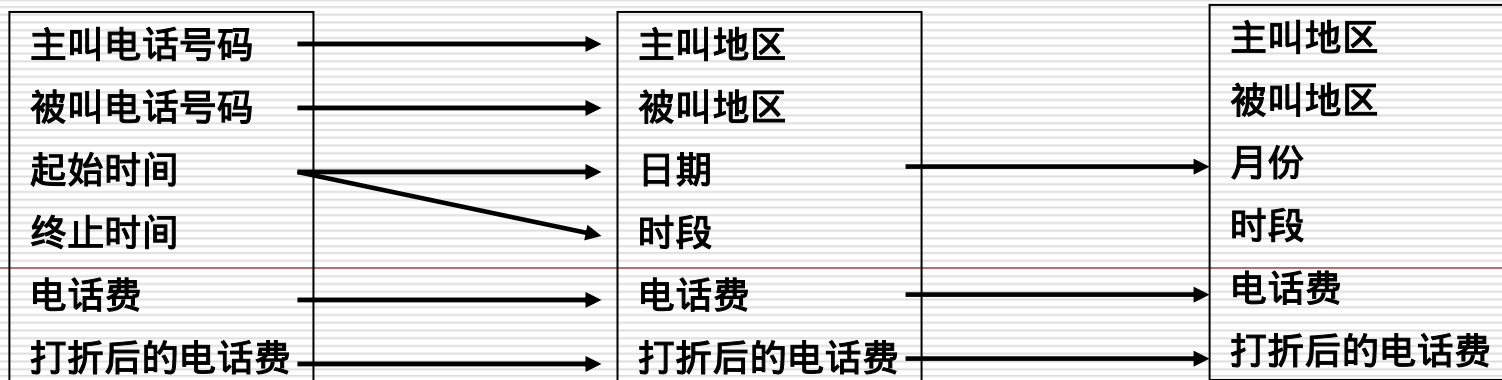 主叫电话号码
被叫电话号码
起始时间
终止时间
电话费
打折后的电话费
主叫地区
被叫地区
日期
时段
电话费
打折后的电话费
主叫地区
被叫地区
月份
时段
电话费
打折后的电话费